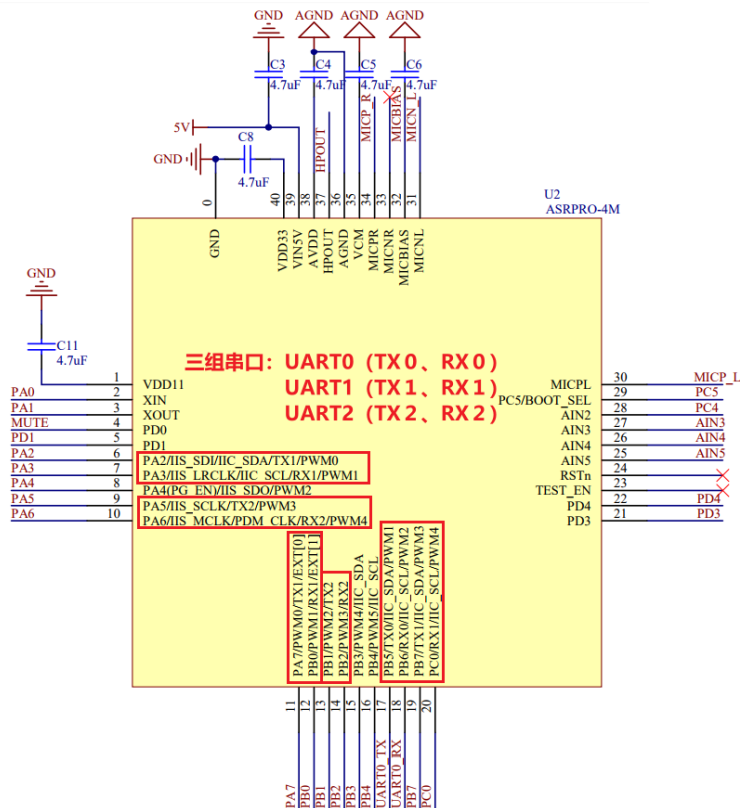 GND AGND AGND AGND
C3 C4 C5 C6
4.7uF 4.7uF 4.7uF 4.7uF
5V
HPOUT
MICP_R
MICBIAS
MICN_L
C8
GND
4.7uF
0 40 39 38 37 36 35 34 33 32 31
U2
ASRPRO-4M
GND
VDD33
VIN5V
AVDD
HPOUT
AGND
VCM
MICPR
MICNR
MICBIAS
MICNL
GND
C11
4.7uF
三组串口：UART0（TX0、RX0）
UART1（TX1、RX1）
UART2（TX2、RX2）
1 VDD11
PA0 2 XIN
PA1 3 XOUT
MUTE 4 PD0
PD1 5 PD1
PA2 6 PA2/IIS_SDI/IIC_SDA/TX1/PWM0
PA3 7 PA3/IIS_LRCLK/IIC_SCL/RX1/PWM1
PA4 8 PA4(PG_EN)/IIS_SDO/PWM2
PA5 9 PA5/IIS_SCLK/TX2/PWM3
PA6 10 PA6/IIS_MCLK/PDM_CLK/RX2/PWM4
MICPL 30 MICP_L
PC5/BOOT_SEL 29 PC5
AIN2 28 PC4
AIN3 27 AIN3
AIN4 26 AIN4
AIN5 25 AIN5
RSTn 24
TEST_EN 23
PD4 22 PD4
PD3 21 PD3
PA7/PWM0/TX1/EXT[0]
PB0/PWM1/RX1/EXT[1]
PB1/PWM2/TX2
PB2/PWM3/RX2
PB3/PWM4/IIC_SDA
PB4/PWM5/IIC_SCL
PB5/TX0/IIC_SDA/PWM1
PB6/RX0/IIC_SCL/PWM2
PB7/TX1/IIC_SDA/PWM3
PC0/RX1/IIC_SCL/PWM4
11 12 13 14 15 16 17 18 19 20
PA7
PB0
PB1
PB2
PB3
PB4
UART0_TX
UART0_RX
PB7
PC0